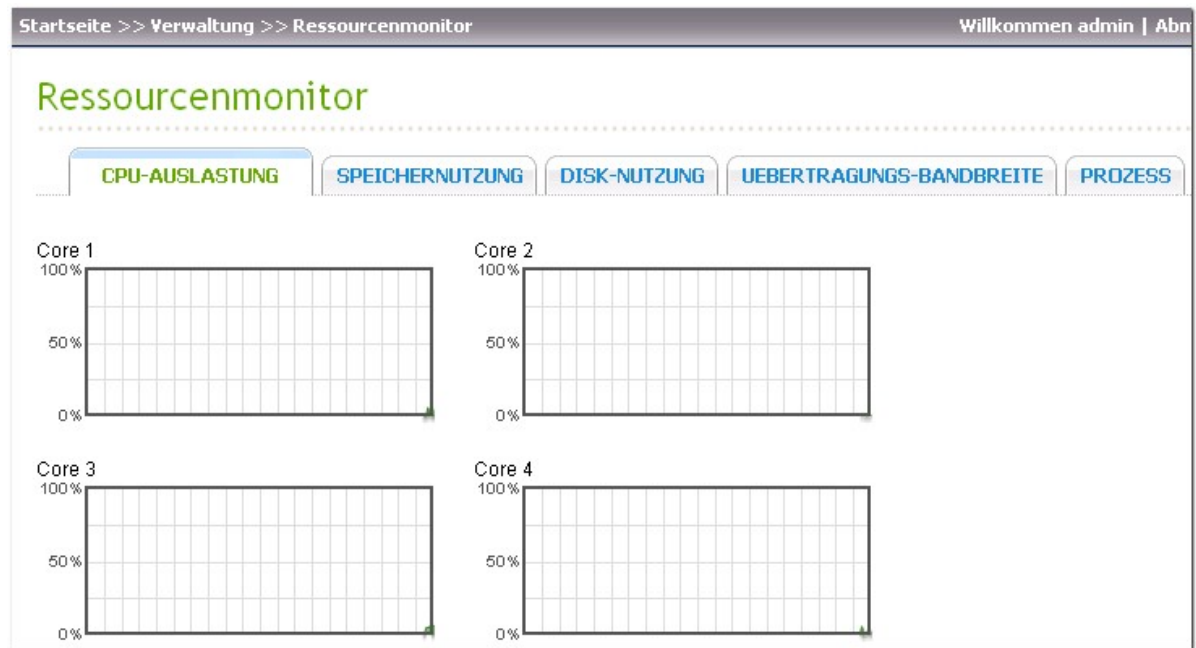 Startseite >> Verwaltung >> Ressourcenmonitor
Willkommen admin |
Ressourcenmonitor
CPU-AUSLASTUNG
SPEICHERNUTZUNG
DISK-NUTZUNG
UEBERTRAGUNGS-BANDBREITE
PROZESS
Core 1
100%
50%
0%
Core 2
100%
50%
0%
Core 3
100%
50%
0%
Core 4
100%
50%
0%